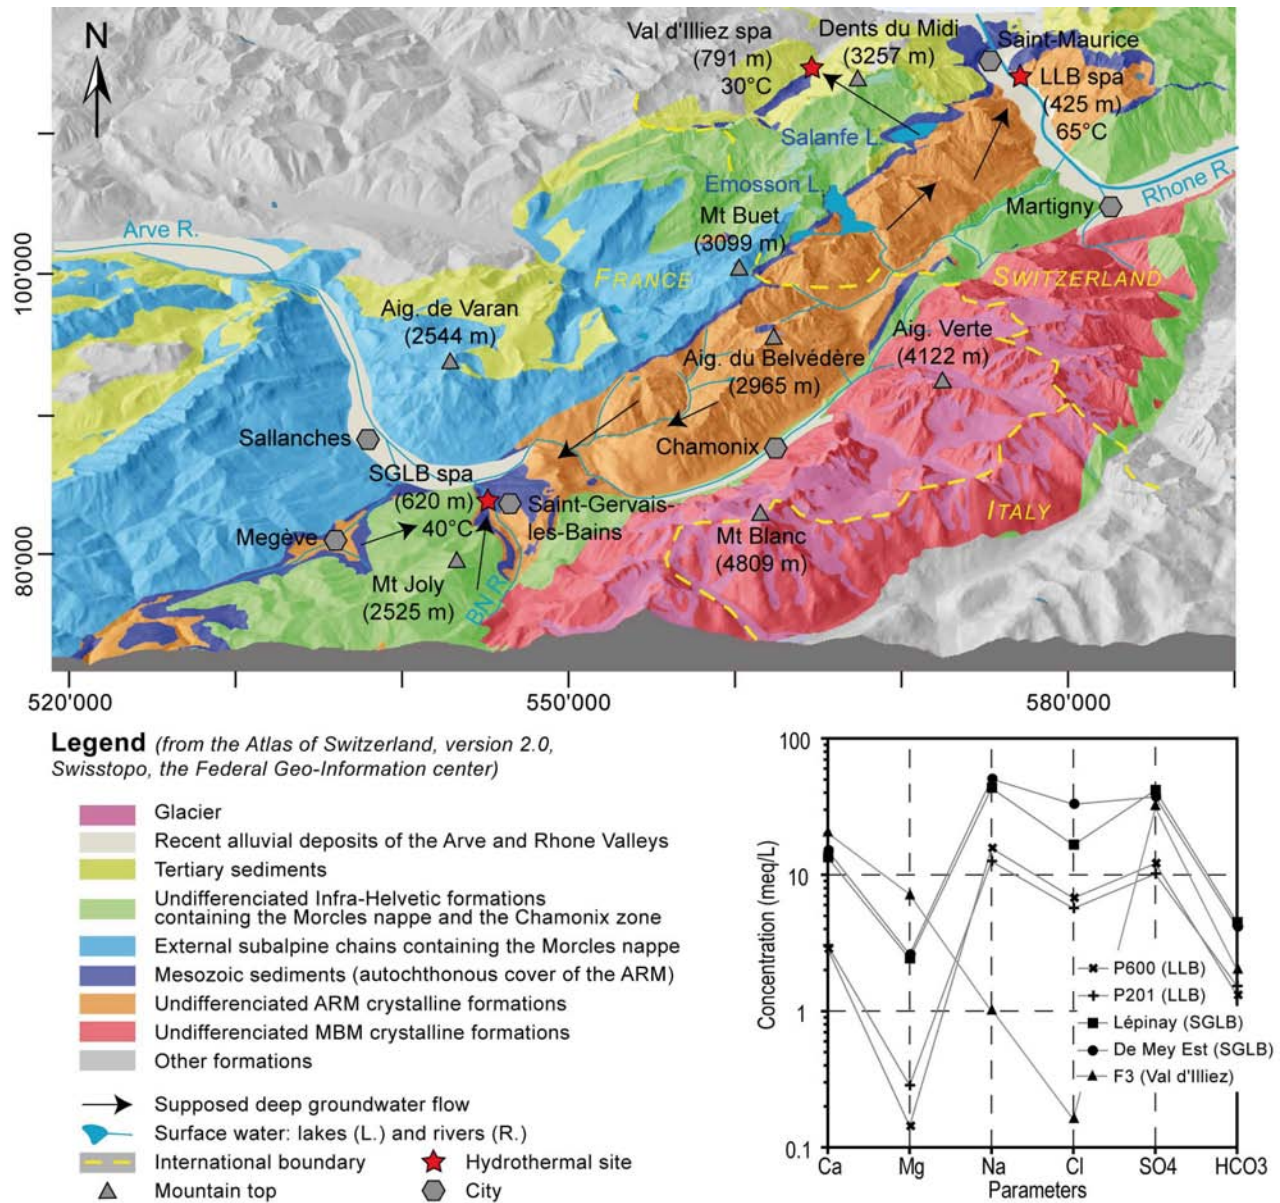 N
Val d'Illiez spa
(791 m)
30°C
Dents du Midi
(3257 m)
Saint-Maurice
LLB spa
(425 m)
65°C
Salanfe L.
Emosson L.
Rhone R.
Martigny
Mt Buet
(3099 m)
Arve R.
FRANCE
SWITZERLAND
Aig. de Varan
(2544 m)
Aig. Verte
(4122 m)
Aig. du Belvédère
(2965 m)
Sallanches
Chamonix
SGLB spa
(620 m)
40°C
Saint-Gervais-
les-Bains
ITALY
Megève
Mt Blanc
(4809 m)
Mt Joly
(2525 m)
BN R.
100'000
80'000
520'000
550'000
580'000
Legend (from the Atlas of Switzerland, version 2.0,
Swisstopo, the Federal Geo-Information center)
Glacier
Recent alluvial deposits of the Arve and Rhone Valleys
Tertiary sediments
Undifferenciated Infra-Helvetic formations
containing the Morcles nappe and the Chamonix zone
External subalpine chains containing the Morcles nappe
Mesozoic sediments (autochthonous cover of the ARM)
Undifferenciated ARM crystalline formations
Undifferenciated MBM crystalline formations
Other formations
Supposed deep groundwater flow
Surface water: lakes (L.) and rivers (R.)
International boundary
Hydrothermal site
Mountain top
City
100
10
1
0.1
Concentration (meq/L)
P600 (LLB)
P201 (LLB)
Lépinay (SGLB)
De Mey Est (SGLB)
F3 (Val d'Illiez)
Ca
Mg
Na
Cl
SO4
HCO3
Parameters